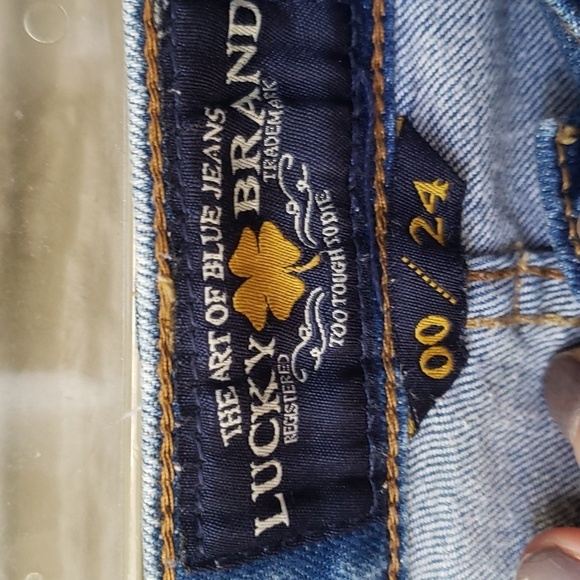 THE ART OF BLUE JEANS
LUCKY BRAND
REGISTERED TRADEMARK
TOO TOUGH TO DIE
00/24